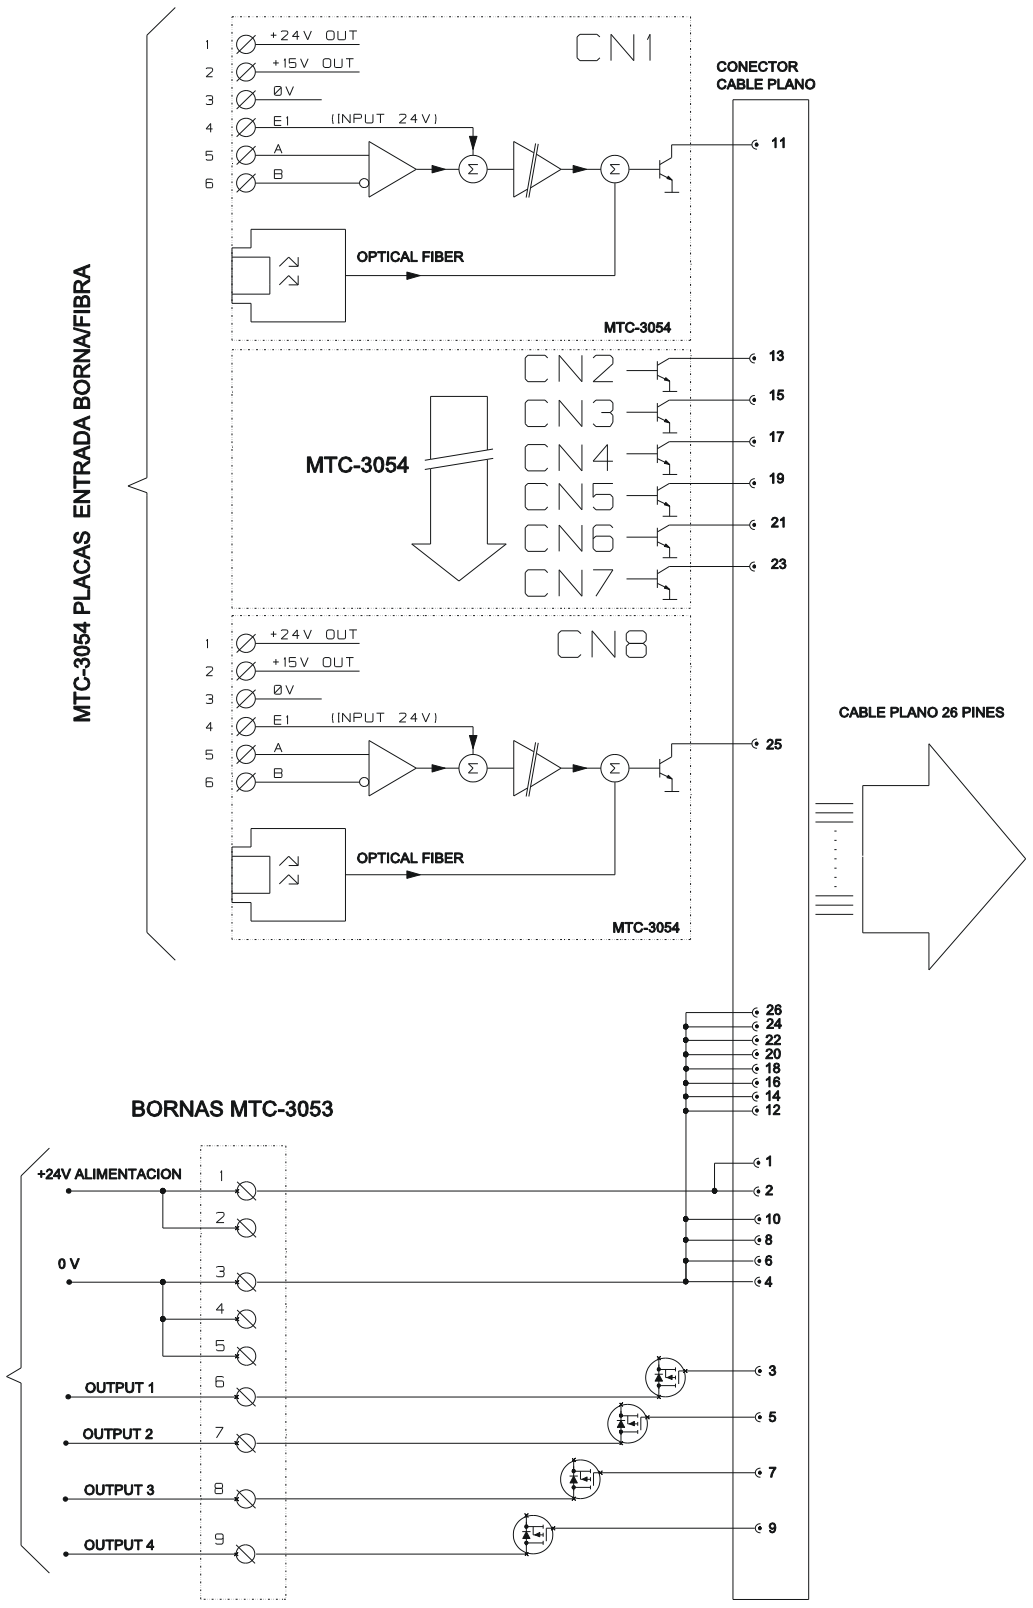 MTC-3054 PLACAS ENTRADA BORNA/FIBRA
CN1
1 +24V OUT
2 +15V OUT
3 0V
4 E1 (INPUT 24V)
5 A
6 B
Σ
Σ
OPTICAL FIBER
MTC-3054
CONECTOR
CABLE PLANO
11
MTC-3054
CN2 13
CN3 15
CN4 17
CN5 19
CN6 21
CN7 23
CN8
1 +24V OUT
2 +15V OUT
3 0V
4 E1 (INPUT 24V)
5 A
6 B
Σ
Σ
25
OPTICAL FIBER
MTC-3054
CABLE PLANO 26 PINES
26
24
22
20
18
16
14
12
BORNAS MTC-3053
+24V ALIMENTACION 1
2
1
2
10
8
6
4
0 V 3
4
5
OUTPUT 1 6
3
OUTPUT 2 7
5
OUTPUT 3 8
7
OUTPUT 4 9
9